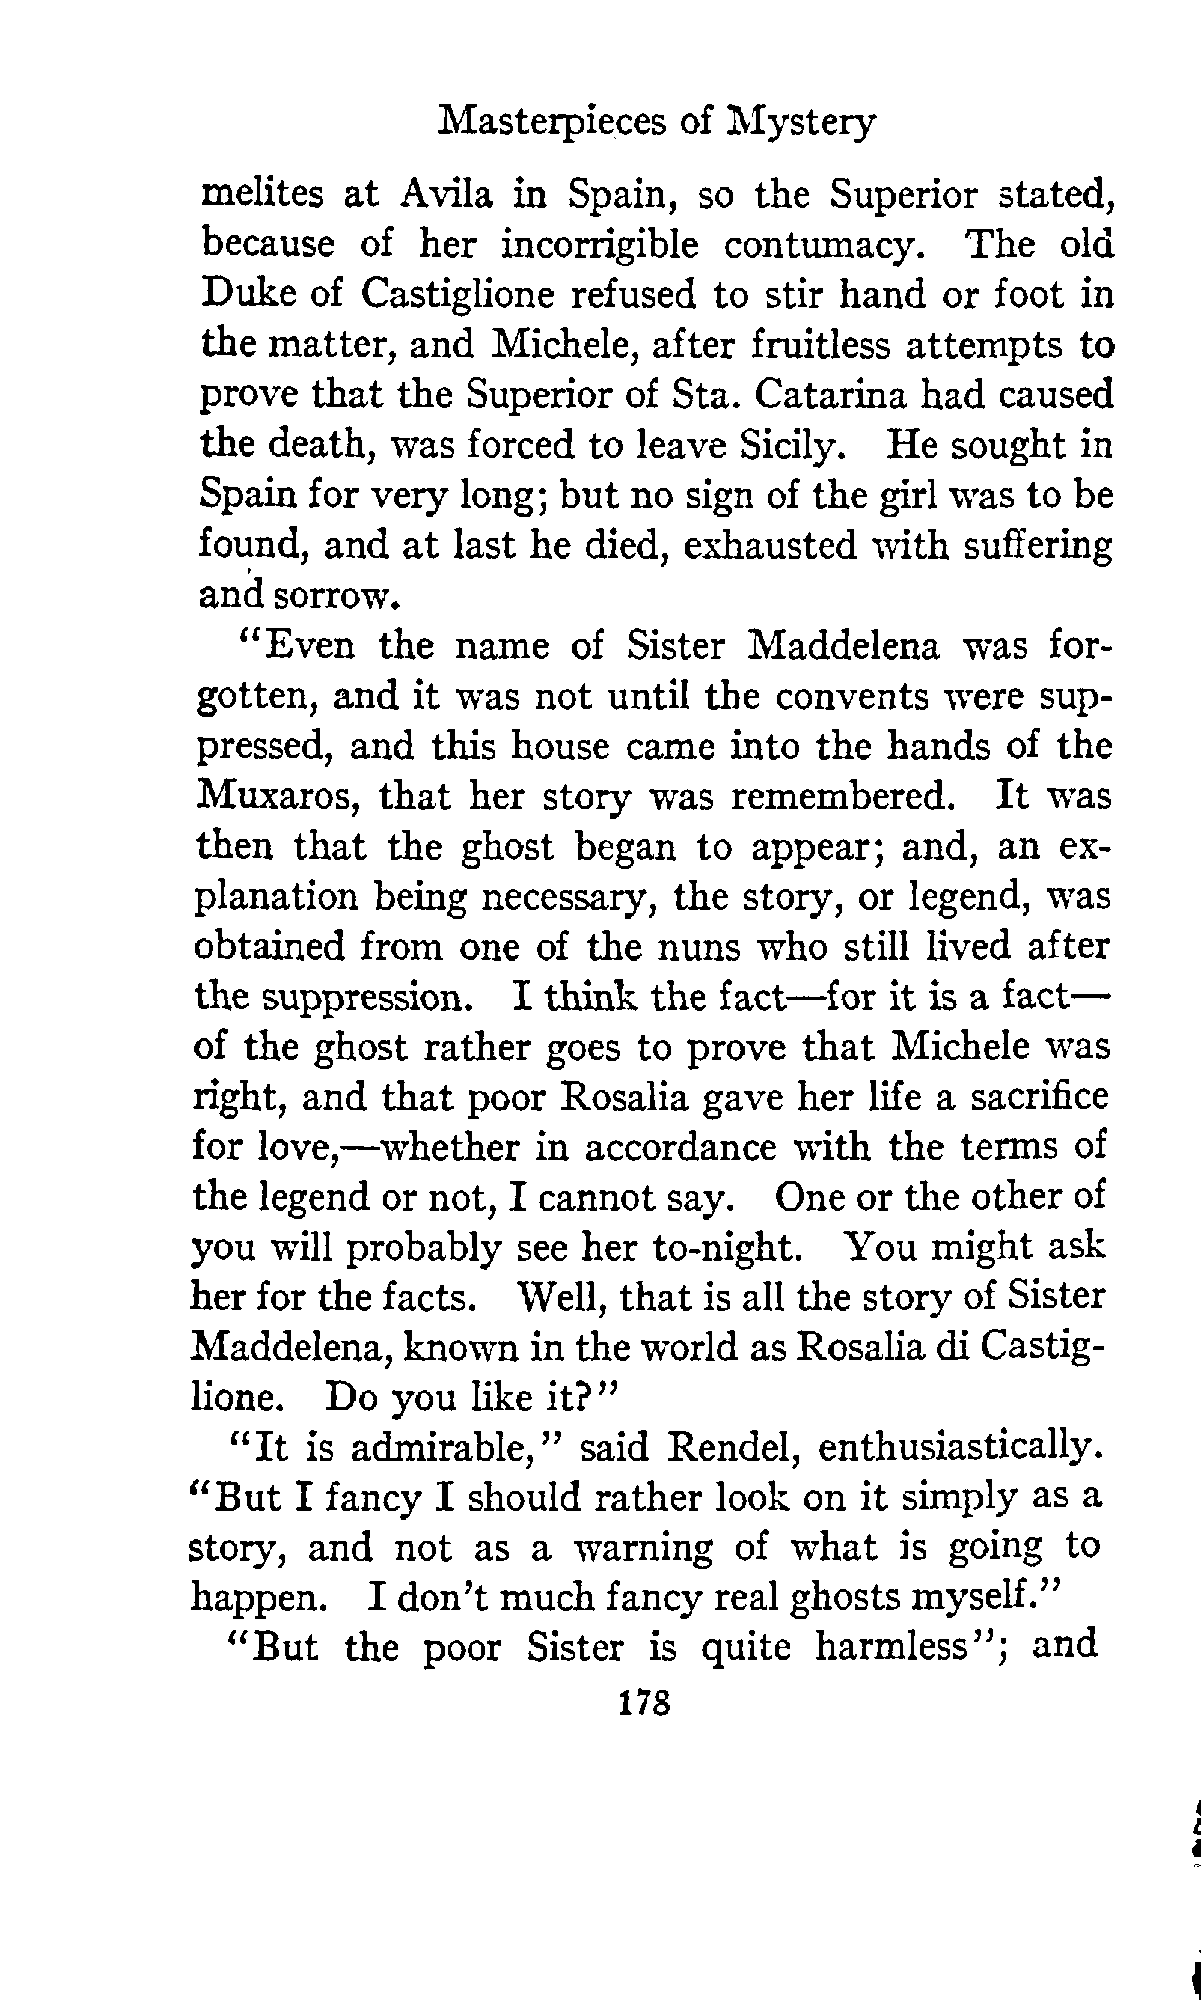 Masterpieces of Mystery
melites at Avila in Spain, so the Superior stated,
because of her incorrigible contumacy. The old
Duke of Castiglione refused to stir hand or foot in
the matter, and Michele, after fruitless attempts to
prove that the Superior of Sta. Catarina had caused
the death, was forced to leave Sicily. He sought in
Spain for very long; but no sign of the girl was to be
found, and at last he died, exhausted with suffering
and sorrow.
"Even the name of Sister Maddelena was for-
gotten, and it was not until the convents were sup-
pressed, and this house came into the hands of the
Muxaros, that her story was remembered. It was
then that the ghost began to appear; and, an ex-
planation being necessary, the story, or legend, was
obtained from one of the nuns who still lived after
the suppression. I think the fact—for it is a fact—
of the ghost rather goes to prove that Michele was
right, and that poor Rosalia gave her life a sacrifice
for love,—whether in accordance with the terms of
the legend or not, I cannot say. One or the other of
you will probably see her to-night. You might ask
her for the facts. Well, that is all the story of Sister
Maddelena, known in the world as Rosalia di Castig-
lione. Do you like it?"
"It is admirable," said Rendel, enthusiastically.
"But I fancy I should rather look on it simply as a
story, and not as a warning of what is going to
happen. I don't much fancy real ghosts myself."
"But the poor Sister is quite harmless"; and
178